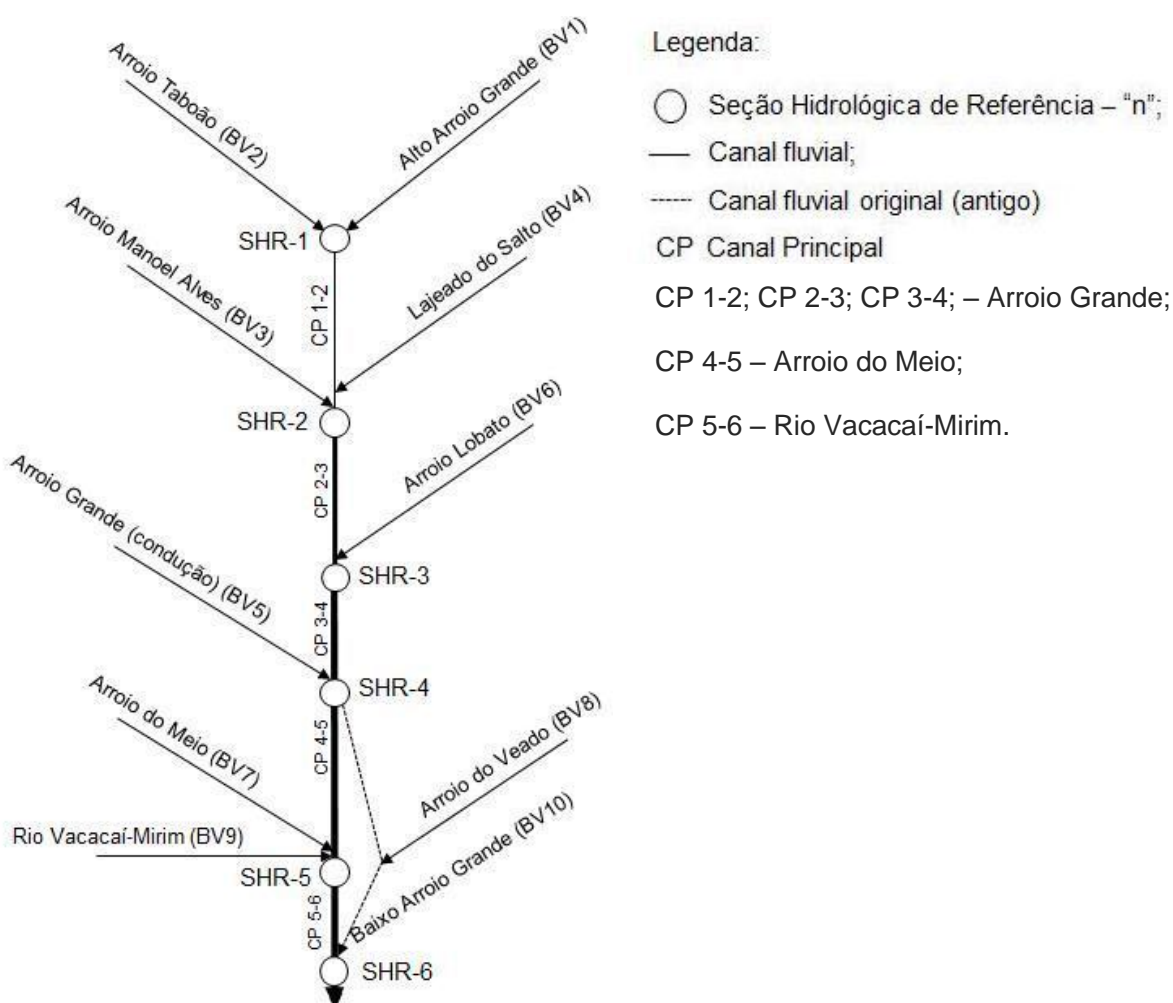 Arroio Taboão (BV2)
Alto Arroio Grande (BV1)
SHR-1
Arroio Manoel Alves (BV3)
CP 1-2
Lajeado do Salto (BV4)
SHR-2
CP 2-3
Arroio Lobato (BV6)
Arroio Grande (condução) (BV5)
SHR-3
CP 3-4
SHR-4
Arroio do Meio (BV7)
CP 4-5
Arroio do Veado (BV8)
Rio Vacacaí-Mirim (BV9)
SHR-5
Baixo Arroio Grande (BV10)
CP 5-6
SHR-6
Legenda:
Seção Hidrológica de Referência – “n”;
Canal fluvial;
Canal fluvial original (antigo)
CP Canal Principal
CP 1-2; CP 2-3; CP 3-4; – Arroio Grande;
CP 4-5 – Arroio do Meio;
CP 5-6 – Rio Vacacaí-Mirim.